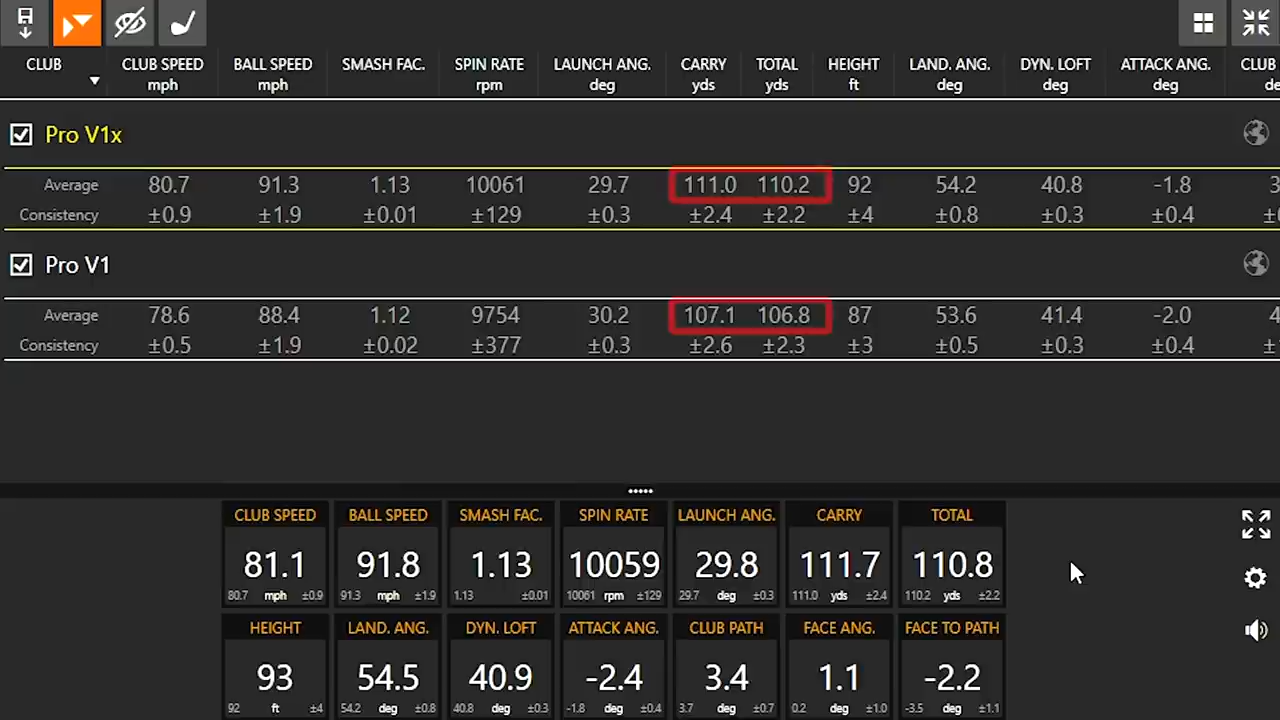 CLUB CLUB SPEED BALL SPEED SMASH FAC. SPIN RATE LAUNCH ANG. CARRY TOTAL HEIGHT LAND. ANG. DYN. LOFT ATTACK ANG. CLUB
mph mph rpm deg yds yds ft deg deg deg
Pro V1x
Average 80.7 91.3 1.13 10061 29.7 111.0 110.2 92 54.2 40.8 -1.8 3
Consistency ±0.9 ±1.9 ±0.01 ±129 ±0.3 ±2.4 ±2.2 ±4 ±0.8 ±0.3 ±0.4
Pro V1
Average 78.6 88.4 1.12 9754 30.2 107.1 106.8 87 53.6 41.4 -2.0 4
Consistency ±0.5 ±1.9 ±0.02 ±377 ±0.3 ±2.6 ±2.3 ±3 ±0.5 ±0.3 ±0.4
CLUB SPEED BALL SPEED SMASH FAC. SPIN RATE LAUNCH ANG. CARRY TOTAL
81.1 91.8 1.13 10059 29.8 111.7 110.8
80.7 mph ±0.9 91.3 mph ±1.9 1.13 ±0.01 10061 rpm ±129 29.7 deg ±0.3 111.0 yds ±2.4 110.2 yds ±2.2
HEIGHT LAND. ANG. DYN. LOFT ATTACK ANG. CLUB PATH FACE ANG. FACE TO PATH
93 54.5 40.9 -2.4 3.4 1.1 -2.2
92 ft ±4 54.2 deg ±0.8 40.8 deg ±0.3 -1.8 deg ±0.4 3.7 deg ±0.7 0.2 deg ±1.0 -3.5 deg ±1.1